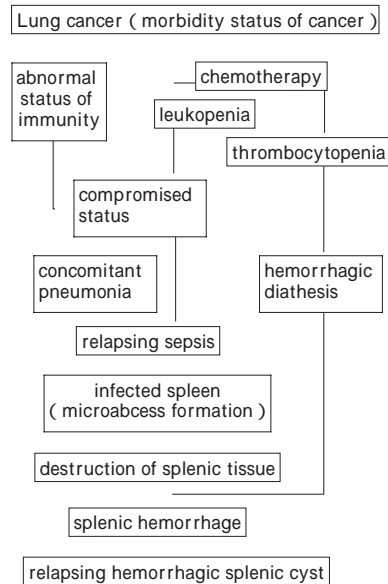 Lung cancer ( morbidity status of cancer )
abnormal
status of
immunity
chemotherapy
leukopenia
thrombocytopenia
compromised
status
concomitant
pneumonia
hemorrhagic
diathesis
relapsing sepsis
infected spleen
( microabcess formation )
destruction of splenic tissue
splenic hemorrhage
relapsing hemorrhagic splenic cyst